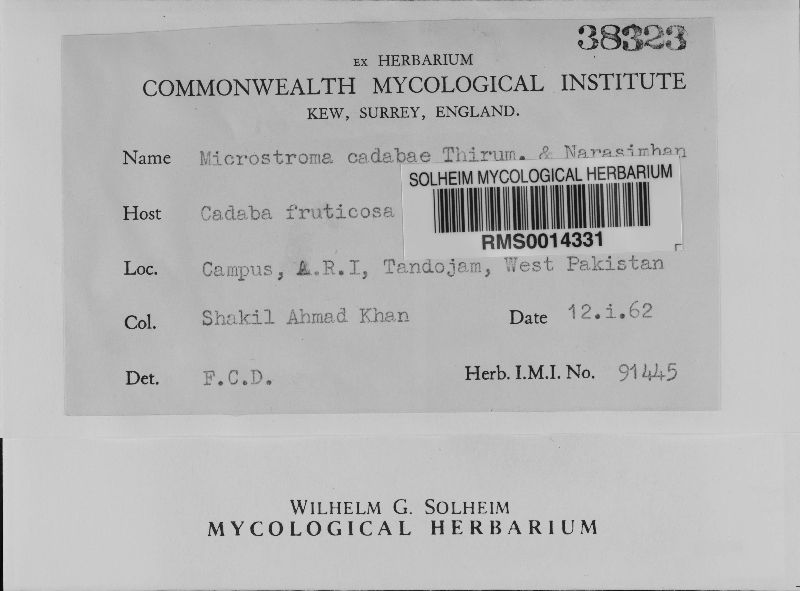 38323
EX HERBARIUM
COMMONWEALTH MYCOLOGICAL INSTITUTE
KEW, SURREY, ENGLAND.
Name Microstroma cadabae Thirum. & Narasimhan
SOLHEIM MYCOLOGICAL HERBARIUM
RMS0014331
Host Cadaba fruticosa
Loc. Campus, A.R.I, Tandojam, West Pakistan
Col. Shakil Ahmad Khan Date 12.i.62
Det. F.C.D. Herb. I.M.I. No. 91445
WILHELM G. SOLHEIM
MYCOLOGICAL HERBARIUM